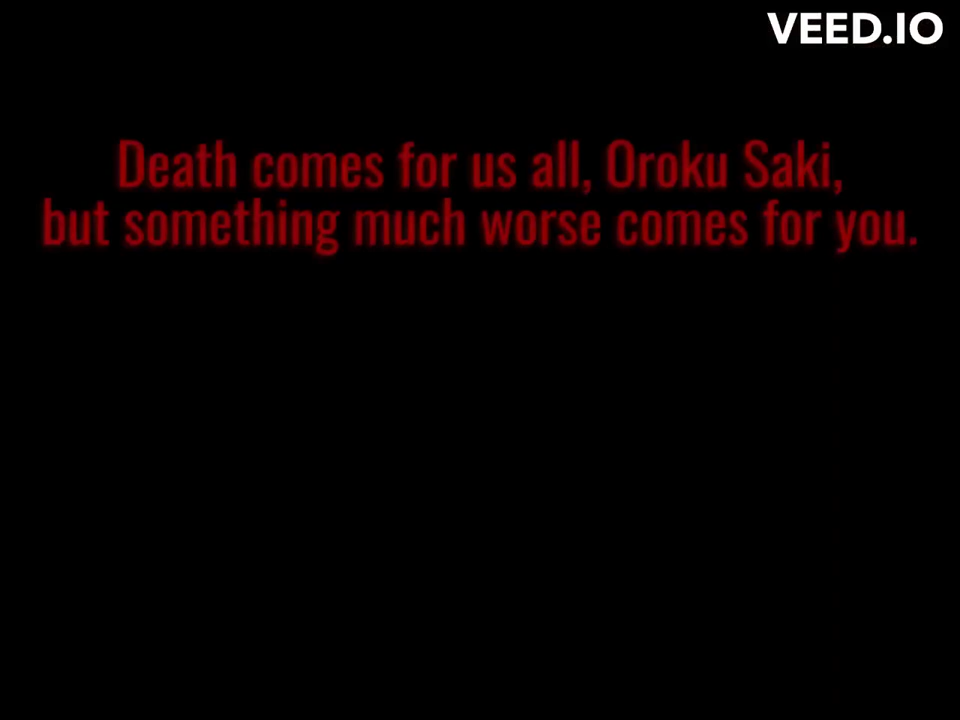 VEED.IO
Death comes for us all, Oroku Saki,
but something much worse comes for you.